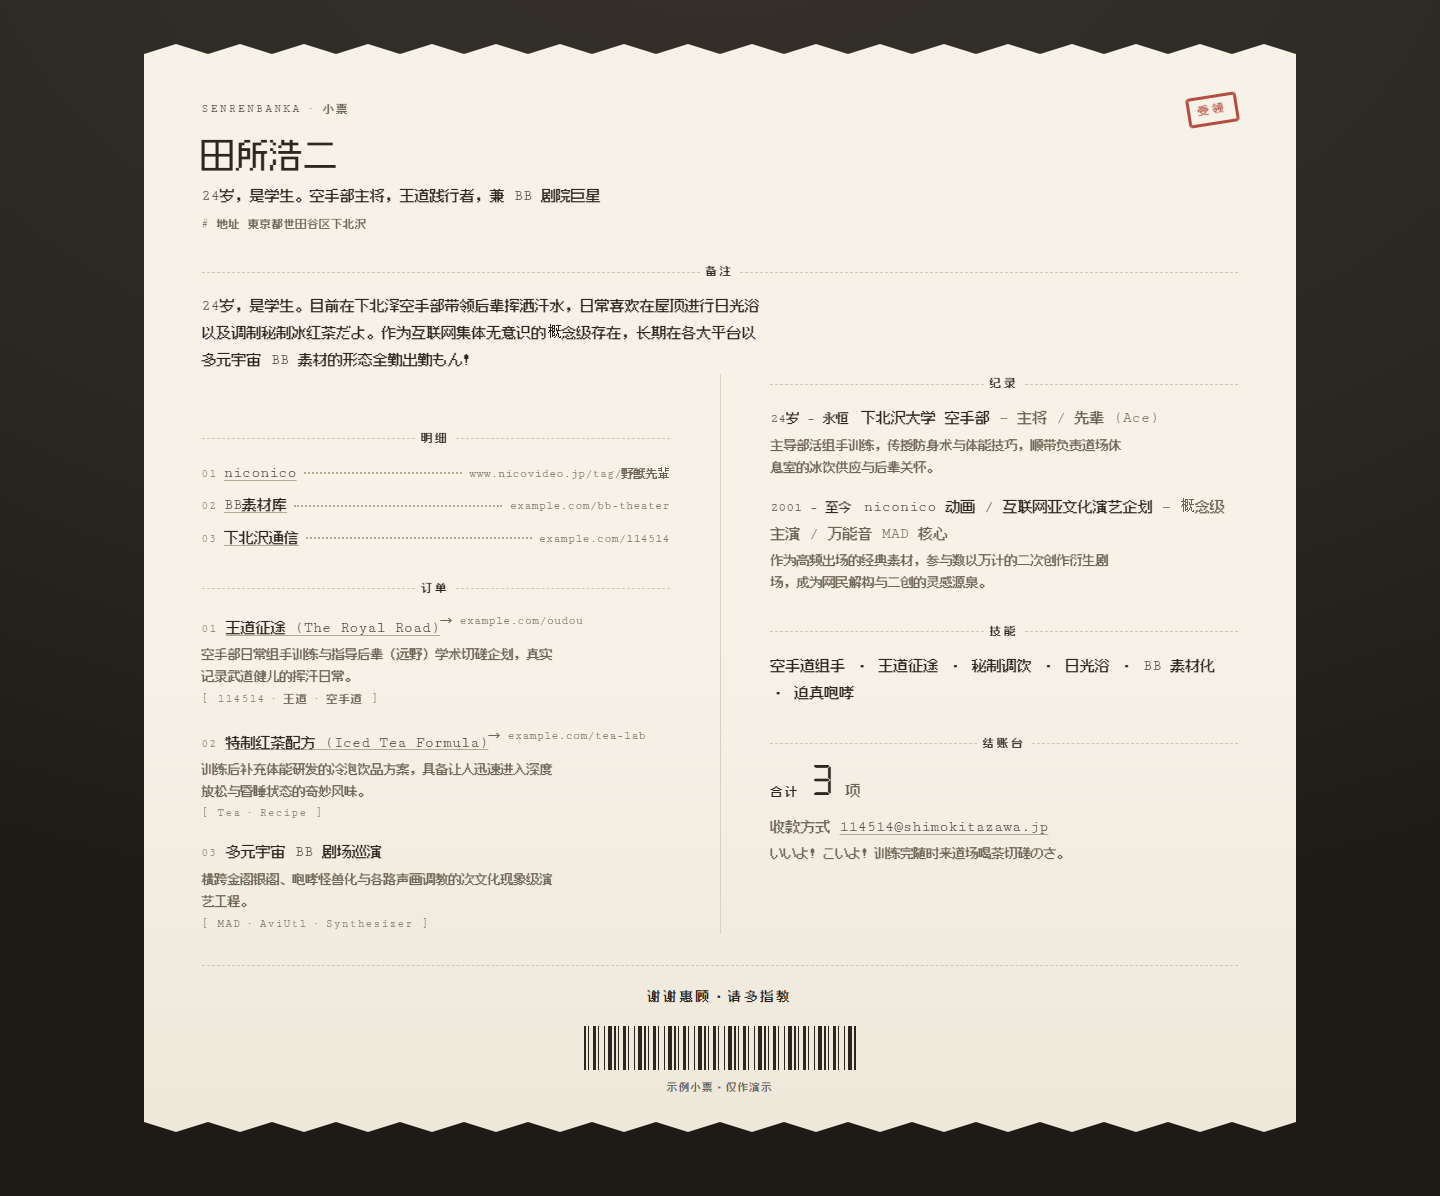 SENRENBANKA · 小票
受領
田所浩二
24岁，是学生。空手部主将，王道践行者，兼 BB 剧院巨星
# 地址 東京都世田谷区下北沢
备注
24岁，是学生。目前在下北泽空手部带领后辈挥洒汗水，日常喜欢在屋顶进行日光浴
以及调制秘制冰红茶だよ。作为互联网集体无意识的概念级存在，长期在各大平台以
多元宇宙 BB 素材的形态全勤出勤もん！
明细
01 niconico www.nicovideo.jp/tag/野獣先輩
02 BB素材库 example.com/bb-theater
03 下北沢通信 example.com/114514
订单
01 王道征途 (The Royal Road)→ example.com/oudou
空手部日常组手训练与指导后辈（远野）学术切磋企划，真实
记录武道健儿的挥汗日常。
[ 114514 · 王道 · 空手道 ]
02 特制红茶配方 (Iced Tea Formula)→ example.com/tea-lab
训练后补充体能研发的冷泡饮品方案，具备让人迅速进入深度
放松与昏睡状态的奇妙风味。
[ Tea · Recipe ]
03 多元宇宙 BB 剧场巡演
横跨金阁银阁、咆哮怪兽化与各路声画调教的次文化现象级演
艺工程。
[ MAD · AviUtl · Synthesizer ]
纪录
24岁 - 永恒 下北沢大学 空手部 — 主将 / 先辈 (Ace)
主导部活组手训练，传授防身术与体能技巧，顺带负责道场休
息室的冰饮供应与后辈关怀。
2001 - 至今 niconico 动画 / 互联网亚文化演艺企划 — 概念级
主演 / 万能音 MAD 核心
作为高频出场的经典素材，参与数以万计的二次创作衍生剧
场，成为网民解构与二创的灵感源泉。
技能
空手道组手 · 王道征途 · 秘制调饮 · 日光浴 · BB 素材化
· 迫真咆哮
结账台
合计 3 项
收款方式 114514@shimokitazawa.jp
いいよ！こいよ！训练完随时来道场喝茶切磋のさ。
谢谢惠顾·请多指教
示例小票·仅作演示